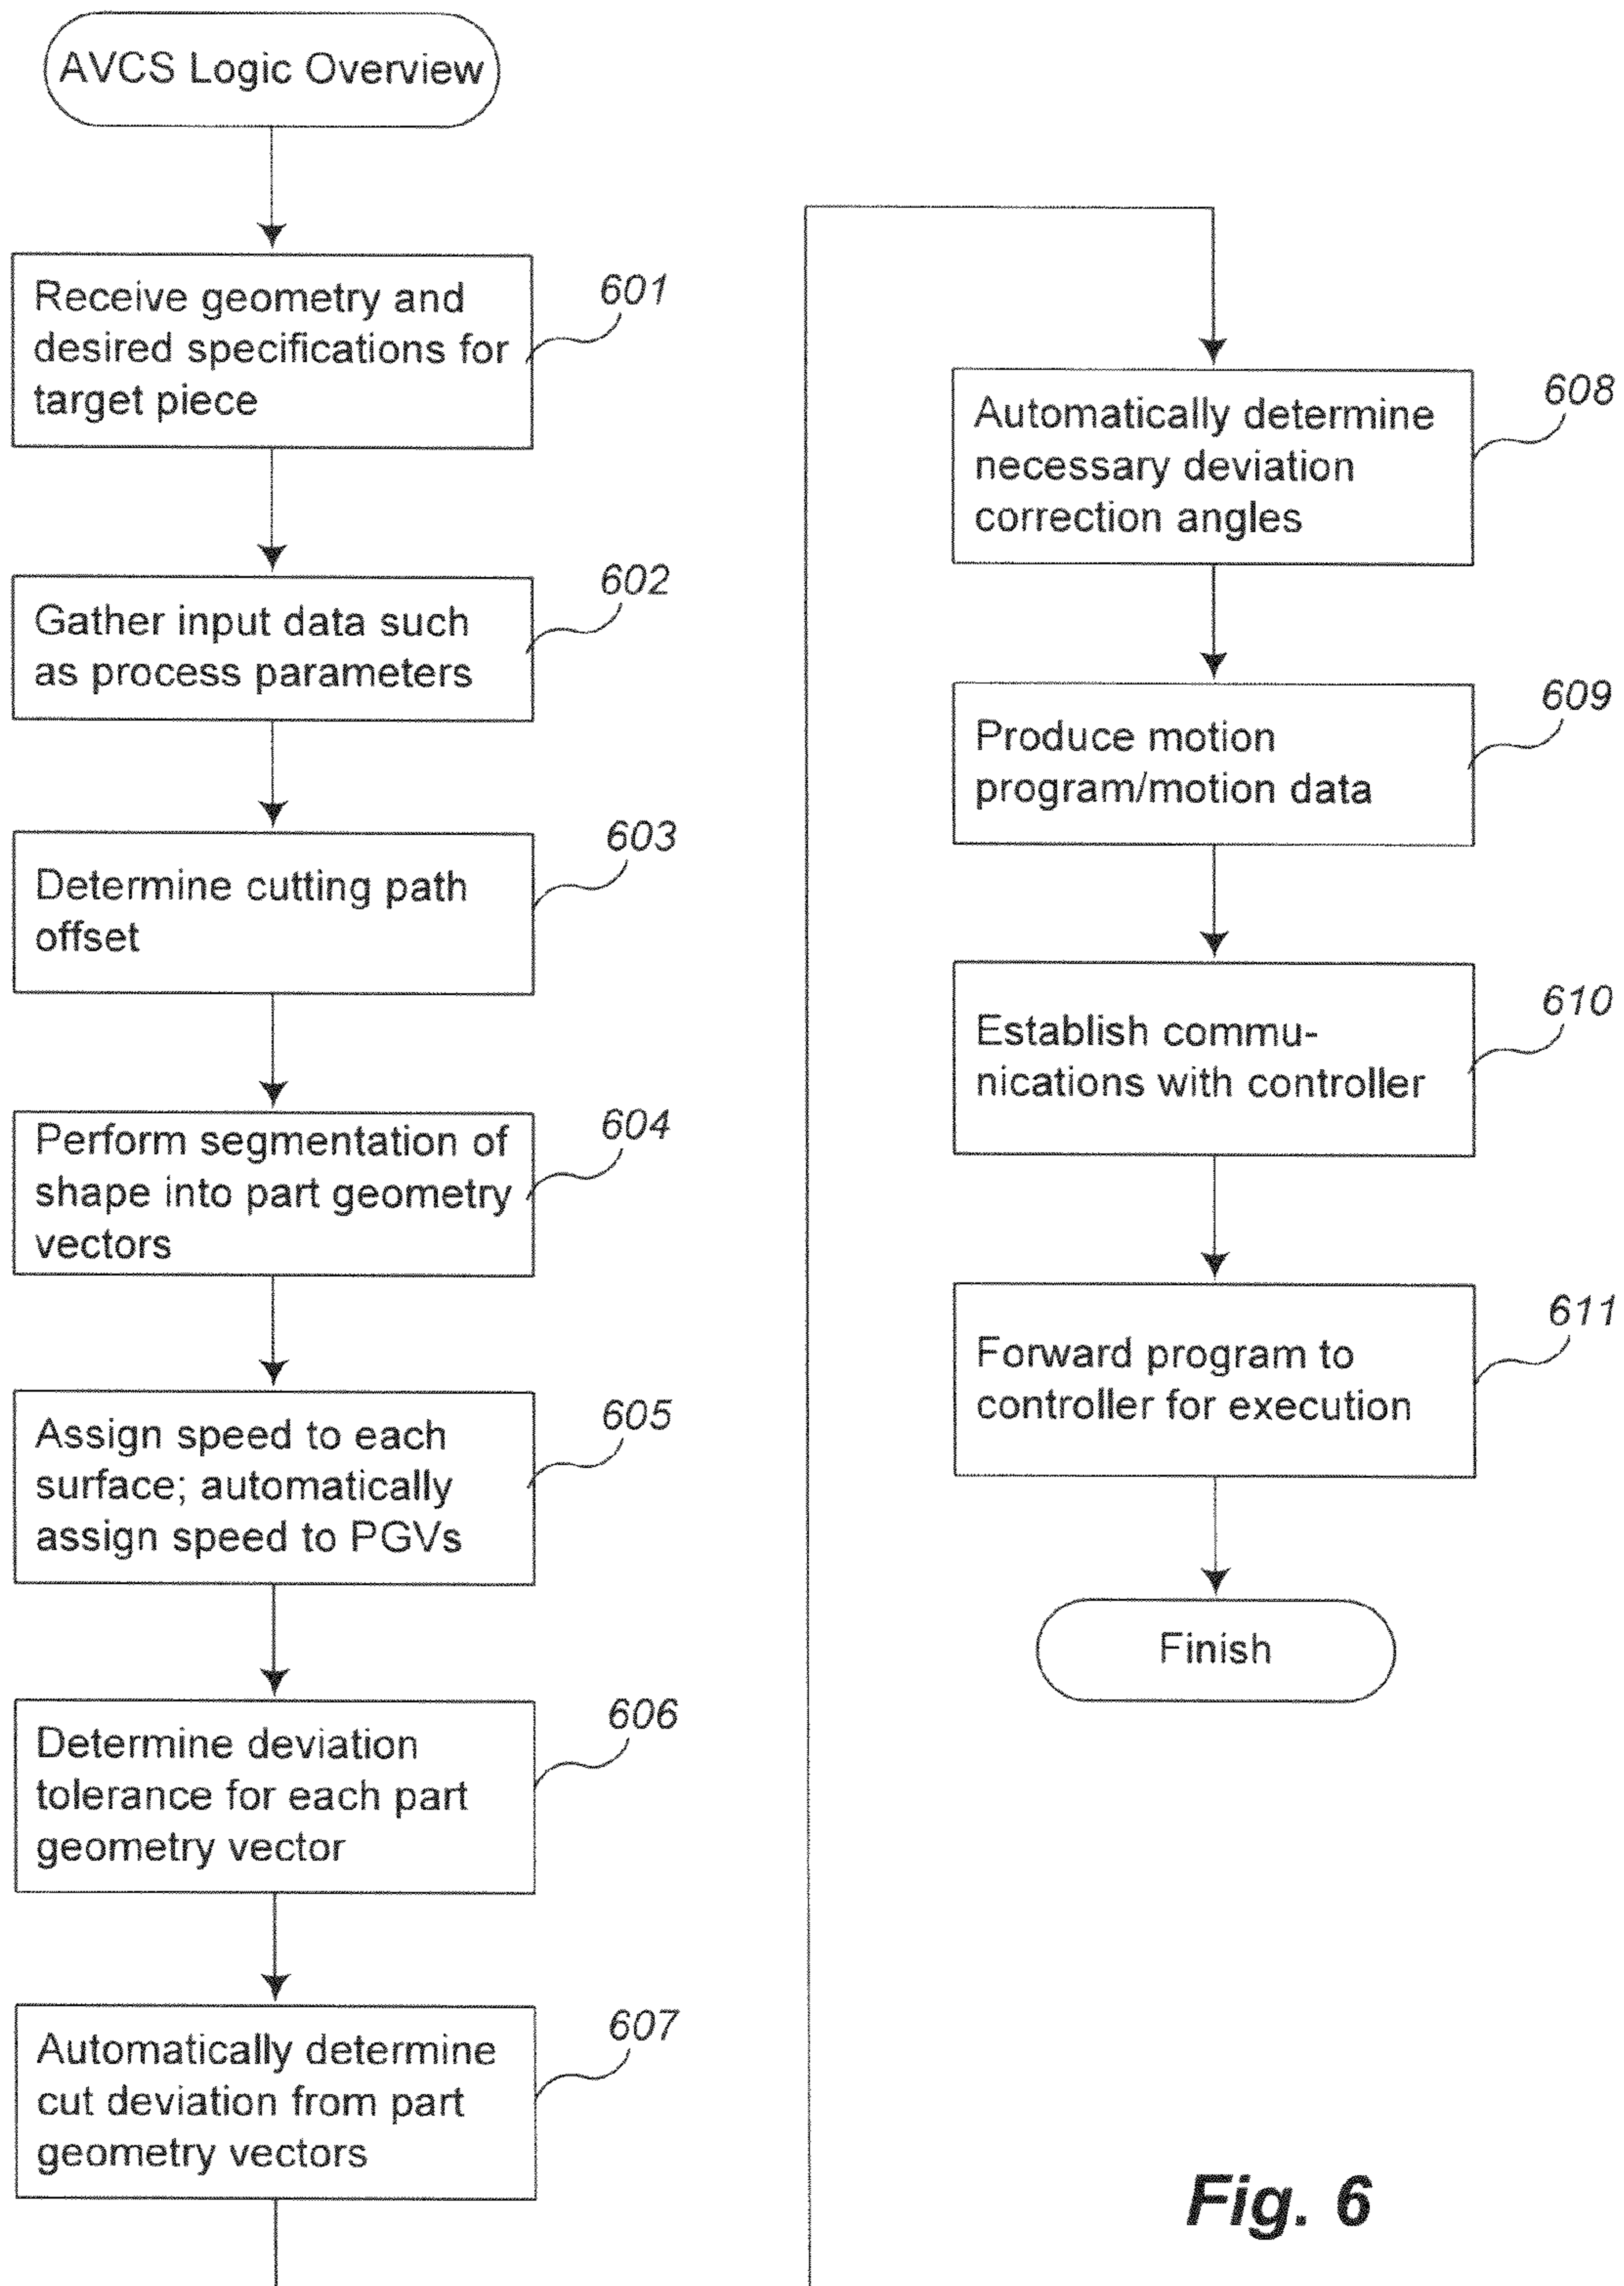 AVCS Logic Overview
Receive geometry and
desired specifications for
target piece
601
Gather input data such
as process parameters
602
Determine cutting path
offset
603
Perform segmentation of
shape into part geometry
vectors
604
Assign speed to each
surface; automatically
assign speed to PGVs
605
Determine deviation
tolerance for each part
geometry vector
606
Automatically determine
cut deviation from part
geometry vectors
607
Automatically determine
necessary deviation
correction angles
608
Produce motion
program/motion data
609
Establish commu-
nications with controller
610
Forward program to
controller for execution
611
Finish
Fig. 6